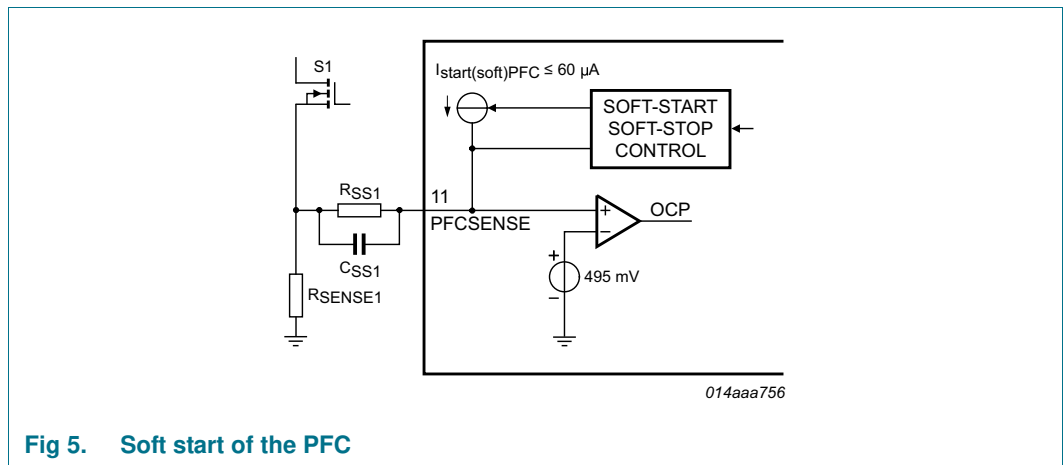 S1
Istart(soft)PFC ≤ 60 μA
SOFT-START
SOFT-STOP
CONTROL
RSS1
11
PFCSENSE
OCP
CSS1
+
−
+
495 mV
−
RSENSE1
014aaa756
Fig 5. Soft start of the PFC